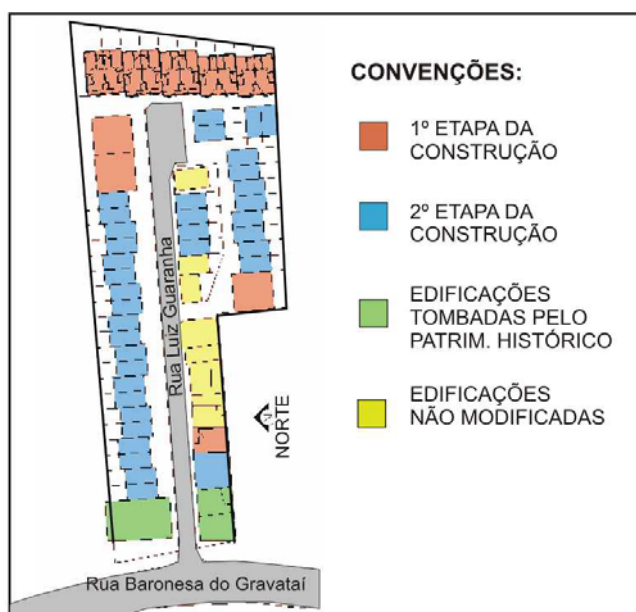 CONVENÇÕES:
1º ETAPA DA
CONSTRUÇÃO
2º ETAPA DA
CONSTRUÇÃO
EDIFICAÇÕES
TOMBADAS PELO
PATRIM. HISTÓRICO
EDIFICAÇÕES
NÃO MODIFICADAS
Rua Luiz Guaranha
NORTE
Rua Baronesa do Gravataí